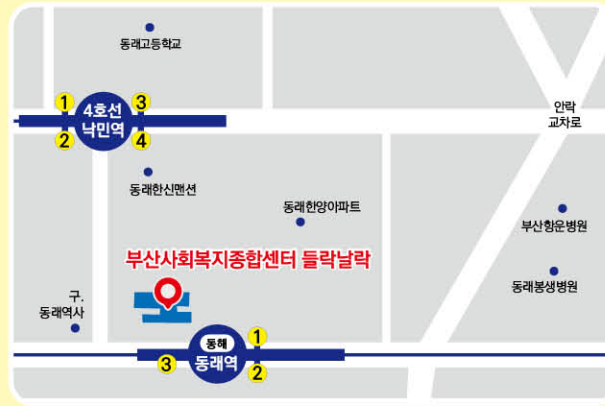 동래고등학교
1
3
4호선
낙민역
2
4
안락
교차로
동래한신맨션
동래한양아파트
부산항운병원
부산사회복지종합센터 들락날락
동래봉생병원
구.
동래역사
동해
동래역
1
3
2